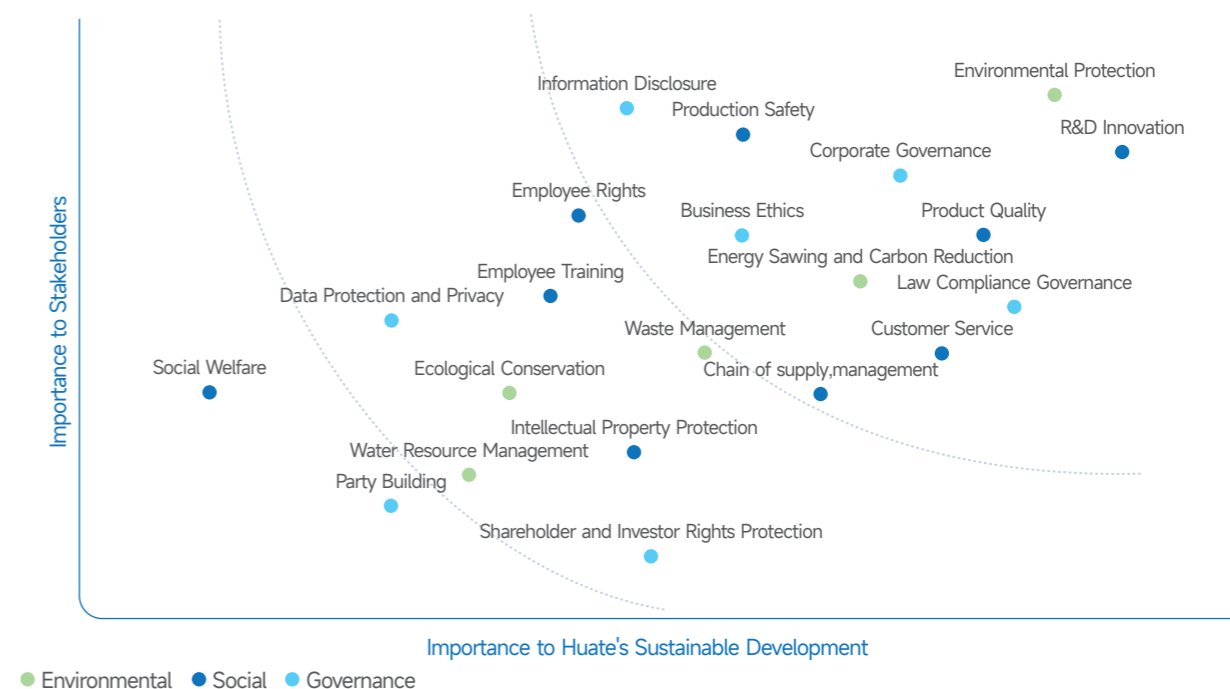 Environmental Protection
Information Disclosure
Production Safety
R&D Innovation
Corporate Governance
Employee Rights
Business Ethics
Product Quality
Energy Sawing and Carbon Reduction
Employee Training
Law Compliance Governance
Data Protection and Privacy
Waste Management
Customer Service
Social Welfare
Ecological Conservation
Chain of supply,management
Intellectual Property Protection
Water Resource Management
Party Building
Shareholder and Investor Rights Protection
Importance to Stakeholders
Importance to Huate's Sustainable Development
Environmental
Social
Governance